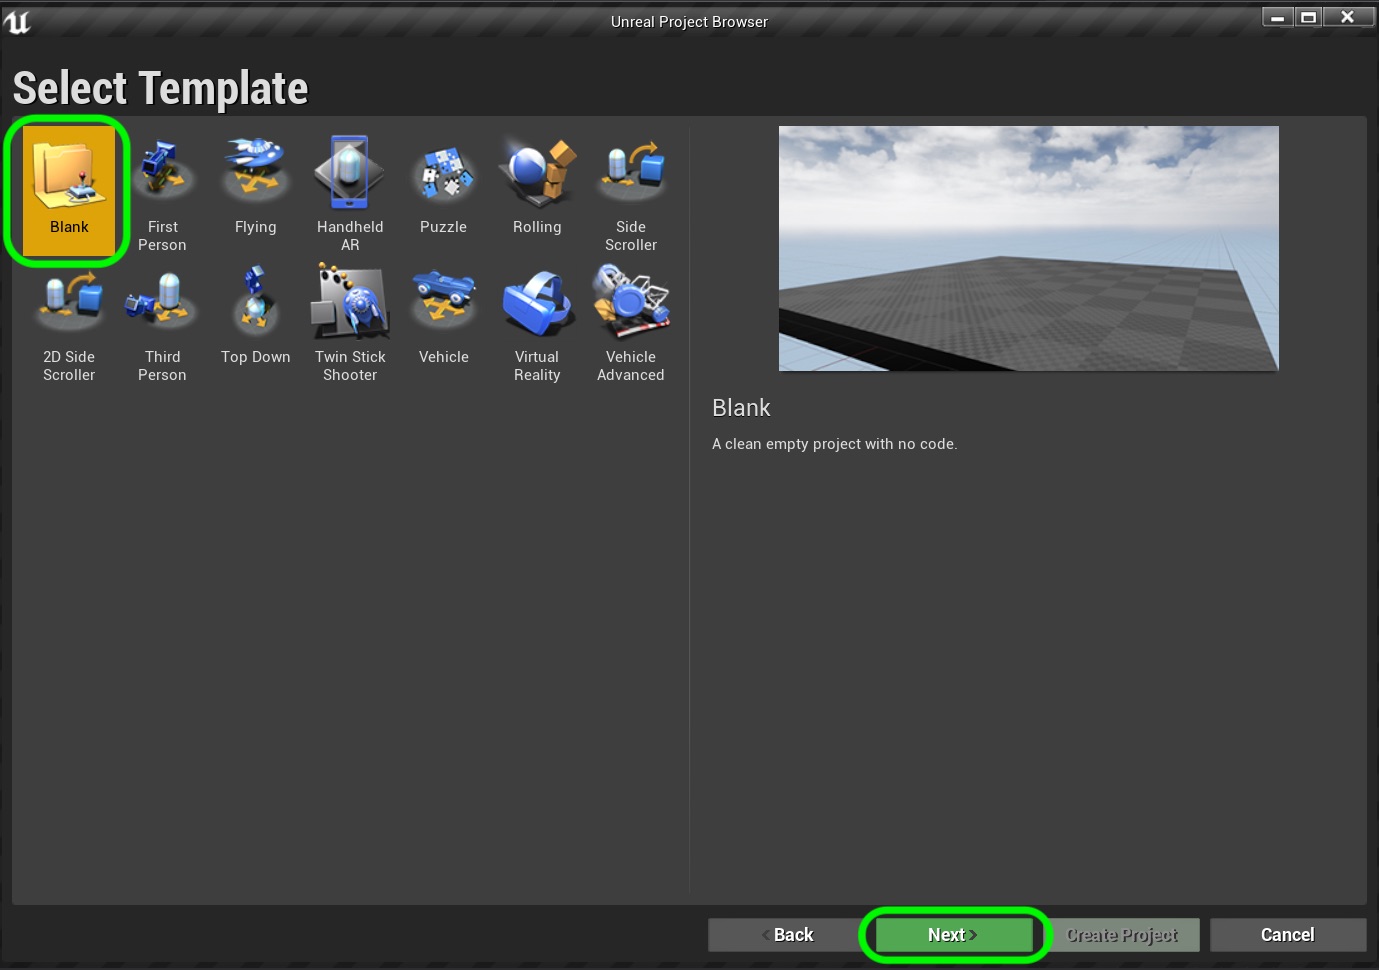 Unreal Project Browser
Select Template
Blank
First
Person
Flying
Handheld
AR
Puzzle
Rolling
Side
Scroller
2D Side
Scroller
Third
Person
Top Down
Twin Stick
Shooter
Vehicle
Virtual
Reality
Vehicle
Advanced
Blank
A clean empty project with no code.
< Back
Next >
Create Project
Cancel